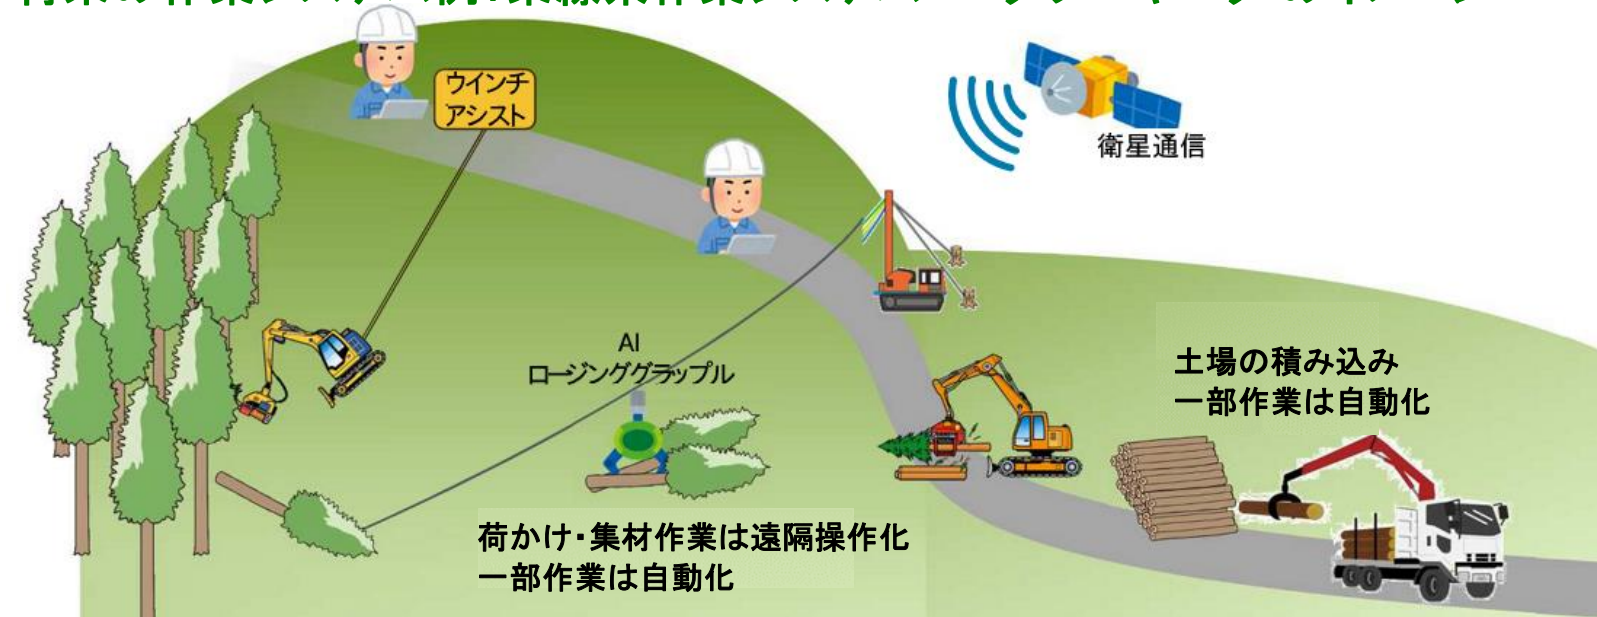 ウインチ
アシスト
衛星通信
AI
ロージンググラップル
土場の積み込み
一部作業は自動化
荷かけ・集材作業は遠隔操作化
一部作業は自動化